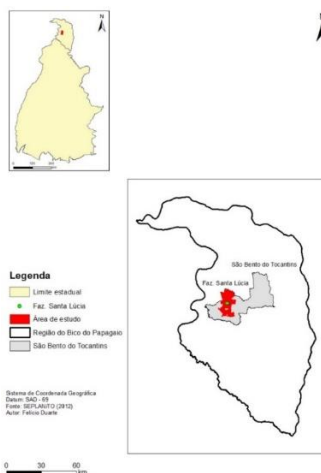 N
N
São Bento do Tocantins
Faz. Santa Lúcia
Legenda
Limite estadual
Faz. Santa Lúcia
Área de estudo
Região do Bico do Papagaio
São Bento do Tocantins
Sistema de Coordenada Geográfica
Datum: SAD - 69
Fonte: SEPLAN/TO (2012)
Autor: Felício Duarte
0 30 60
km